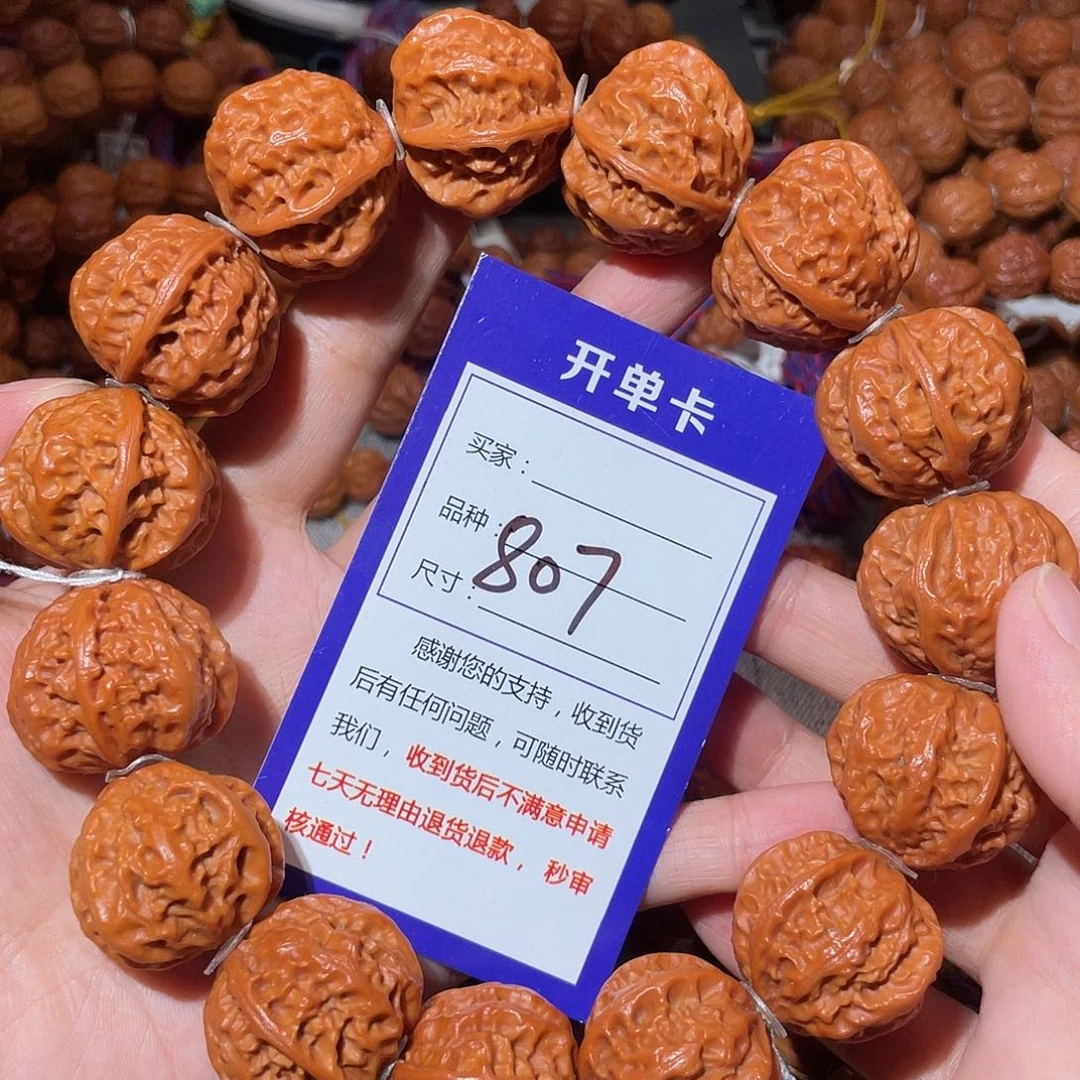 开单卡
买家：
品种：
807
尺寸：
感谢您的支持，收到货
后有任何问题，可随时联系
我们，收到货后不满意申请
七天无理由退货退款，秒审
核通过！